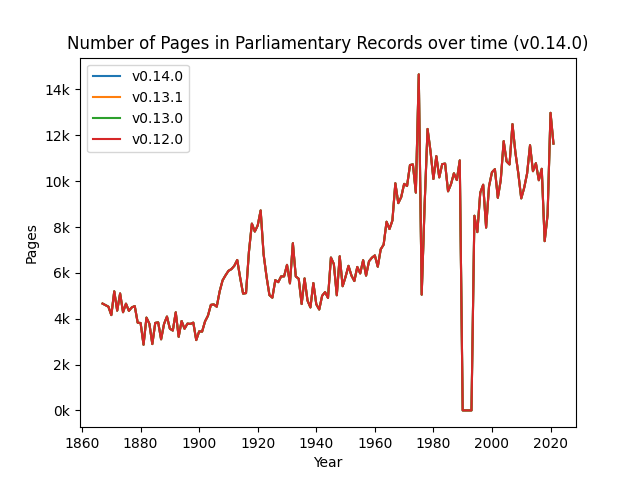 Number of Pages in Parliamentary Records over time (v0.14.0)
v0.14.0
v0.13.1
v0.13.0
v0.12.0
14k
12k
10k
8k
6k
4k
2k
0k
Pages
1860 1880 1900 1920 1940 1960 1980 2000 2020
Year